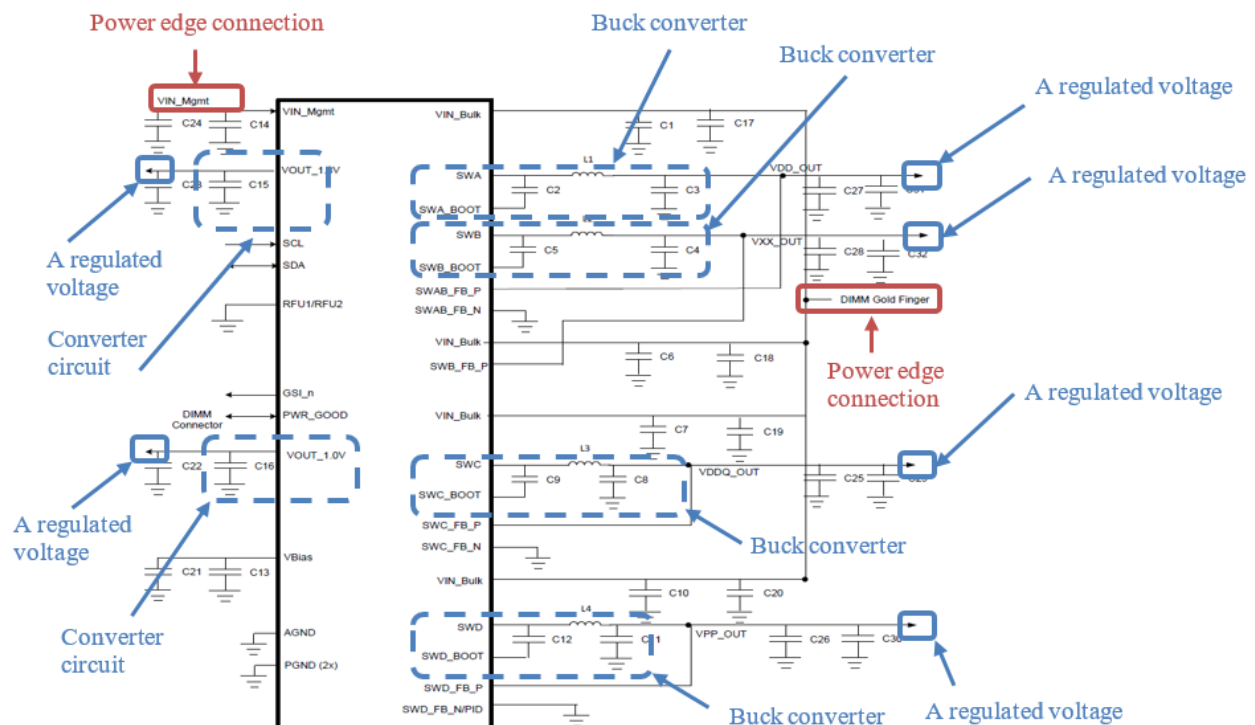 Power edge connection
Buck converter
Buck converter
A regulated voltage
A regulated voltage
VIN_Mgmt
VIN_Mgmt
C24
C14
VIN_Bulk
C1
C17
C15
SWA
L1
C2
C3
VDD_OUT
C27
SWA_BOOT
SWB
C5
C4
VXX_OUT
C28
C32
SWB_BOOT
SCL
SDA
A regulated
voltage
SWAB_FB_P
RFU1/RFU2
SWAB_FB_N
DIMM Gold Finger
Converter
circuit
VIN_Bulk
SWB_FB_P
C6
C18
Power edge
connection
GSI_n
DIMM
Connector
PWR_GOOD
VIN_Bulk
C7
C19
A regulated voltage
VOUT_1.0V
C22
C16
SWC
L3
C9
C8
VDDQ_OUT
C25
SWC_BOOT
A regulated
voltage
SWC_FB_P
SWC_FB_N
Buck converter
VBias
C21
C13
VIN_Bulk
C10
C20
Converter
circuit
AGND
PGND (2x)
SWD
L4
C12
VPP_OUT
C26
SWD_BOOT
SWD_FB_P
SWD_FB_N/PID
Buck converter
A regulated voltage